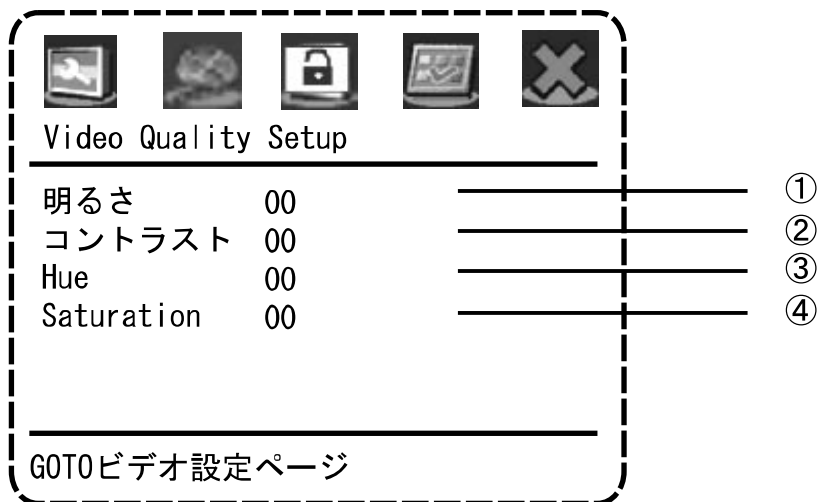 Video Quality Setup
明るさ 00 ①
コントラスト 00 ②
Hue 00 ③
Saturation 00 ④
GOTOビデオ設定ページ